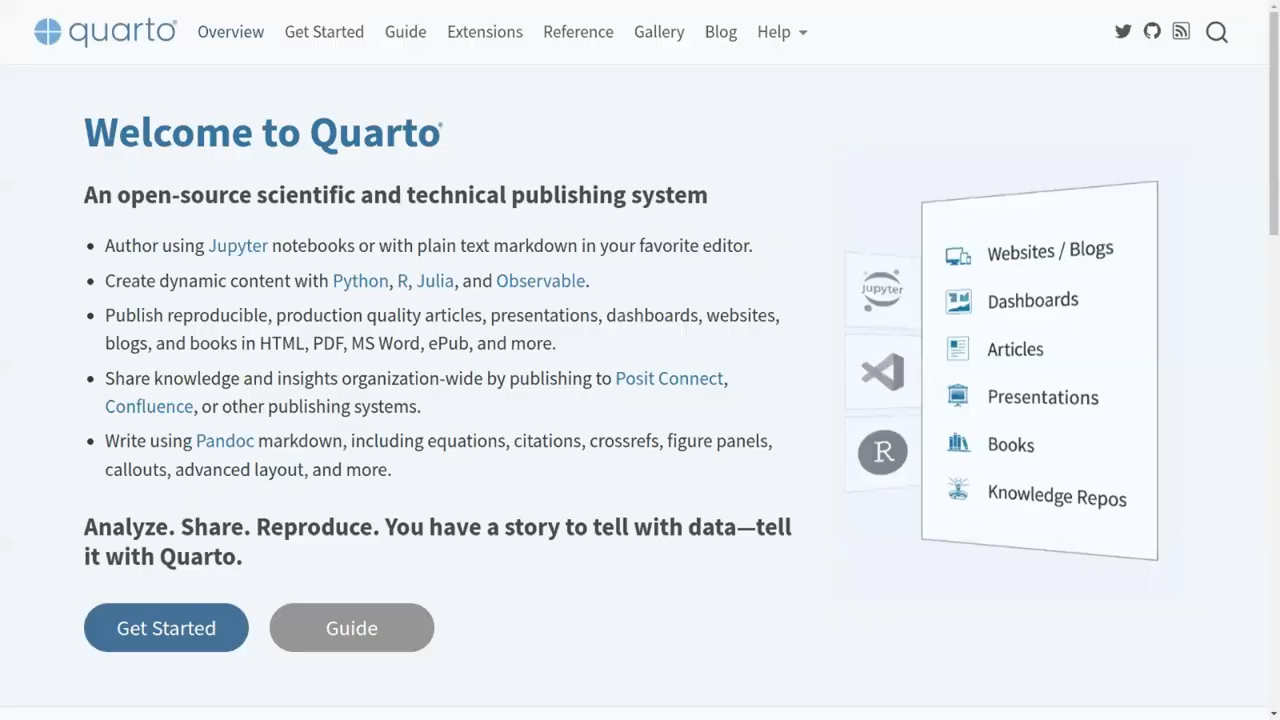 quarto
Overview
Get Started
Guide
Extensions
Reference
Gallery
Blog
Help
Welcome to Quarto
An open-source scientific and technical publishing system
Author using Jupyter notebooks or with plain text markdown in your favorite editor.
Create dynamic content with Python, R, Julia, and Observable.
Publish reproducible, production quality articles, presentations, dashboards, websites,
blogs, and books in HTML, PDF, MS Word, ePub, and more.
Share knowledge and insights organization-wide by publishing to Posit Connect,
Confluence, or other publishing systems.
Write using Pandoc markdown, including equations, citations, crossrefs, figure panels,
callouts, advanced layout, and more.
Analyze. Share. Reproduce. You have a story to tell with data—tell
it with Quarto.
Get Started
Guide
jupyter
R
Websites / Blogs
Dashboards
Articles
Presentations
Books
Knowledge Repos